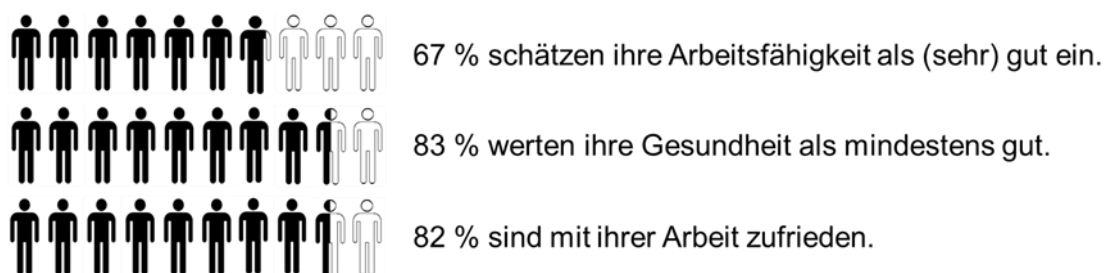 67 % schätzen ihre Arbeitsfähigkeit als (sehr) gut ein.
83 % werten ihre Gesundheit als mindestens gut.
82 % sind mit ihrer Arbeit zufrieden.